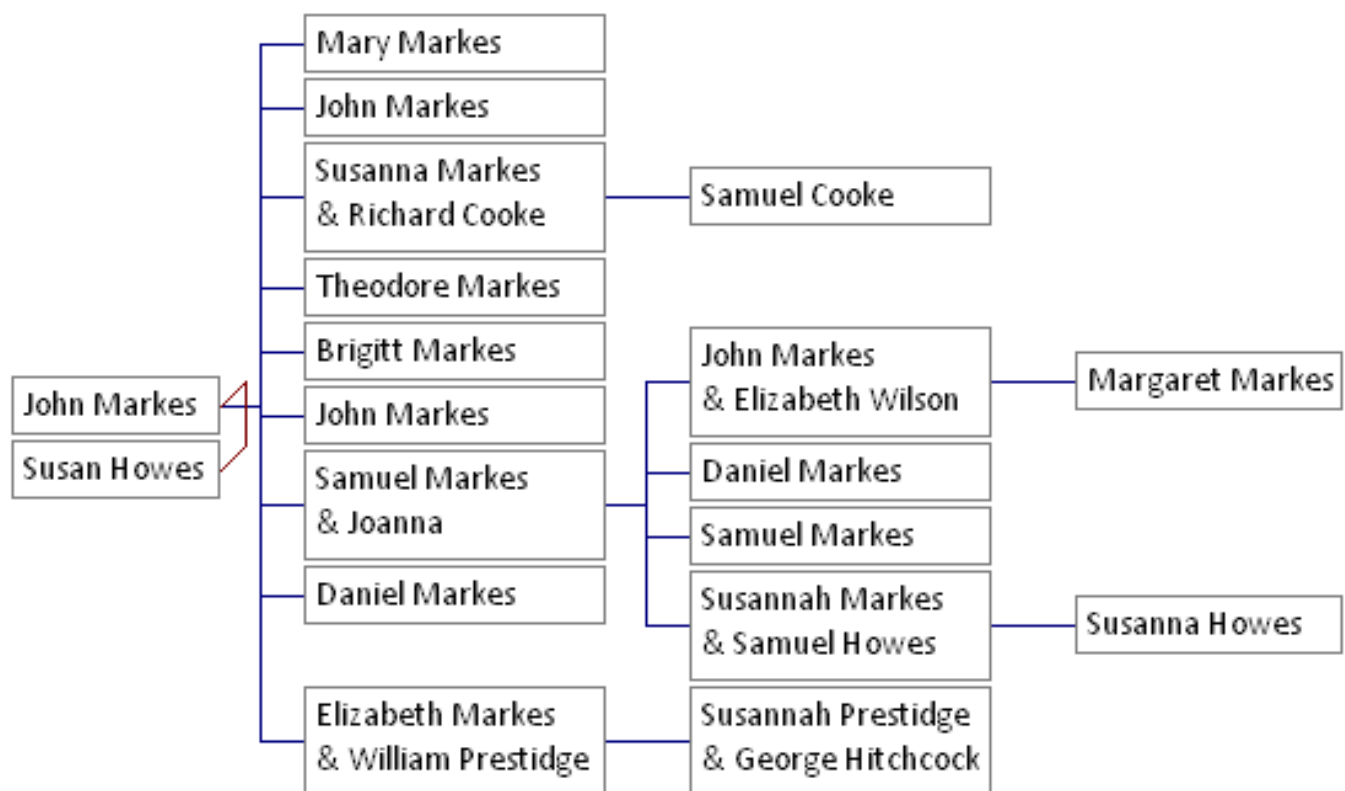 John Markes
Susan Howes
Mary Markes
John Markes
Susanna Markes
& Richard Cooke
Theodore Markes
Brigitt Markes
John Markes
Samuel Markes
& Joanna
Daniel Markes
Elizabeth Markes
& William Prestidge
Samuel Cooke
John Markes
& Elizabeth Wilson
Daniel Markes
Samuel Markes
Susannah Markes
& Samuel Howes
Susannah Prestidge
& George Hitchcock
Margaret Markes
Susanna Howes